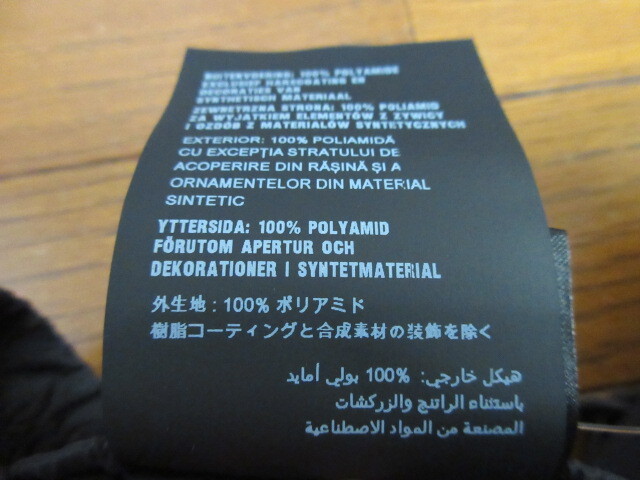 BUITENVOERING: 100% POLYAMIDE
EXCLUSIEF HARSCOATING EN
DECORATIES VAN
SYNTHETISCH MATERIAAL
ZEWNĘTRZNA STRONA: 100% POLIAMID
ZA WYJĄTKIEM ELEMENTÓW Z ŻYWICY
I OZDÓB Z MATERIAŁÓW SYNTETYCZNYCH
EXTERIOR: 100% POLIAMIDĂ
CU EXCEPȚIA STRATULUI DE
ACOPERIRE DIN RĂȘINĂ ȘI A
ORNAMENTELOR DIN MATERIAL
SINTETIC
YTTERSIDA: 100% POLYAMID
FÖRUTOM APERTUR OCH
DEKORATIONER I SYNTETMATERIAL
外生地 : 100% ポリアミド
樹脂コーティングと合成素材の装飾を除く
هيكل خارجي: 100% بولي أمايد
باستثناء الراتنج والزركشات
المصنعة من المواد الاصطناعية